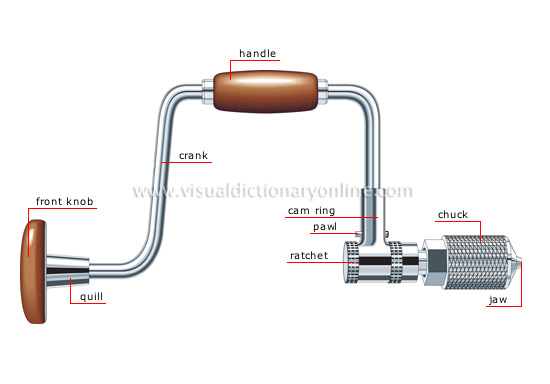 handle
crank
www.visualdictionaryonline.com
front knob
cam ring
chuck
pawl
ratchet
quill
jaw